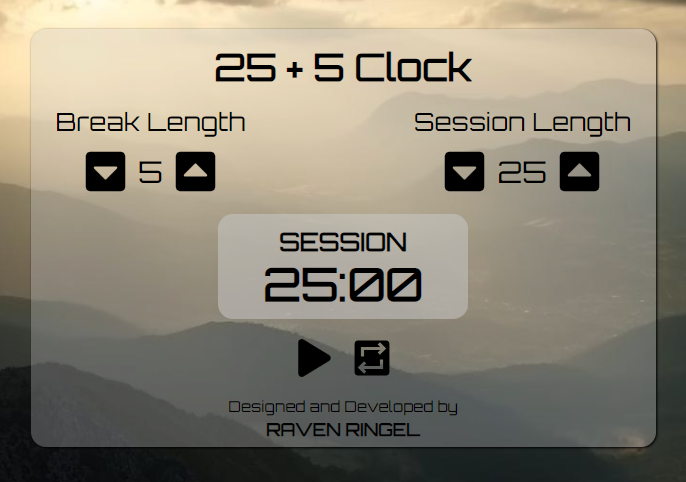 25 + 5 Clock
Break Length
Session Length
5
25
SESSION
25:00
Designed and Developed by
RAVEN RINGEL